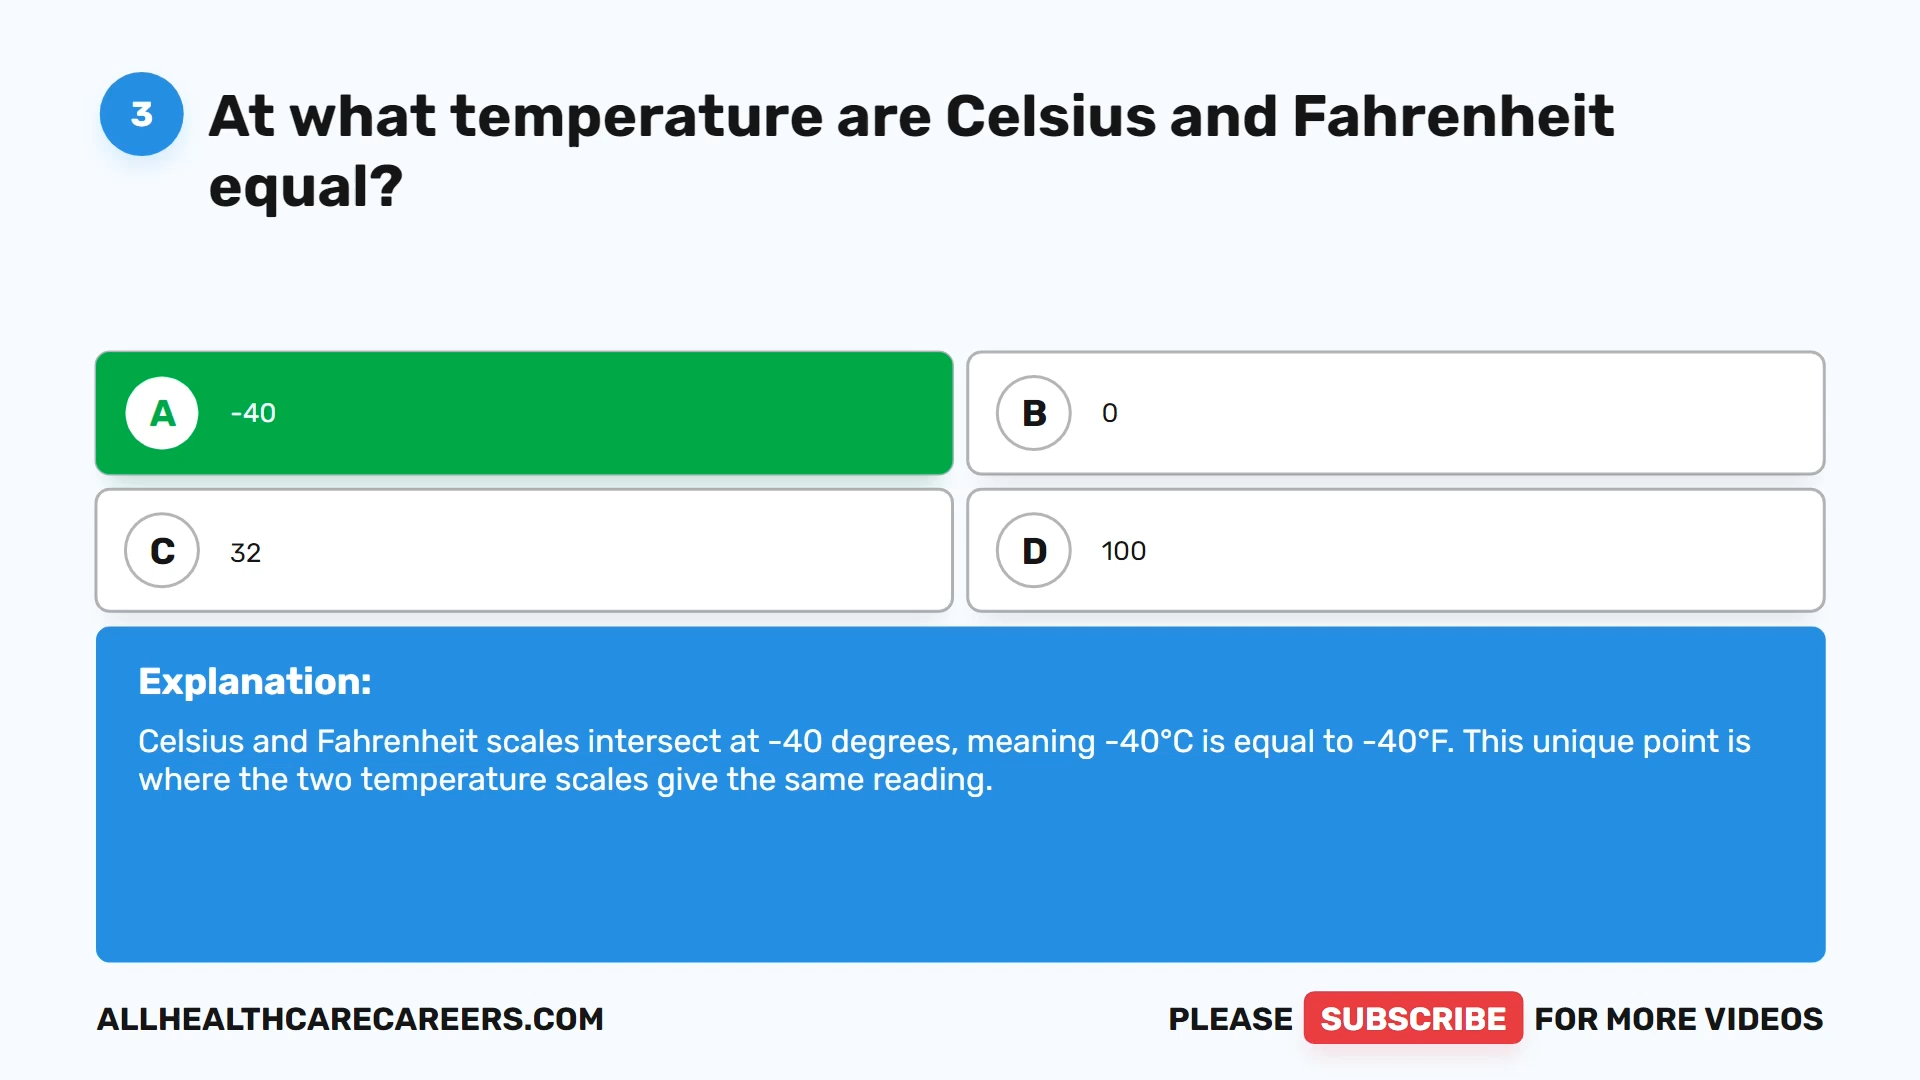 3
At what temperature are Celsius and Fahrenheit
equal?
A -40
B 0
C 32
D 100
Explanation:
Celsius and Fahrenheit scales intersect at -40 degrees, meaning -40°C is equal to -40°F. This unique point is
where the two temperature scales give the same reading.
ALLHEALTHCARECAREERS.COM
PLEASE SUBSCRIBE FOR MORE VIDEOS